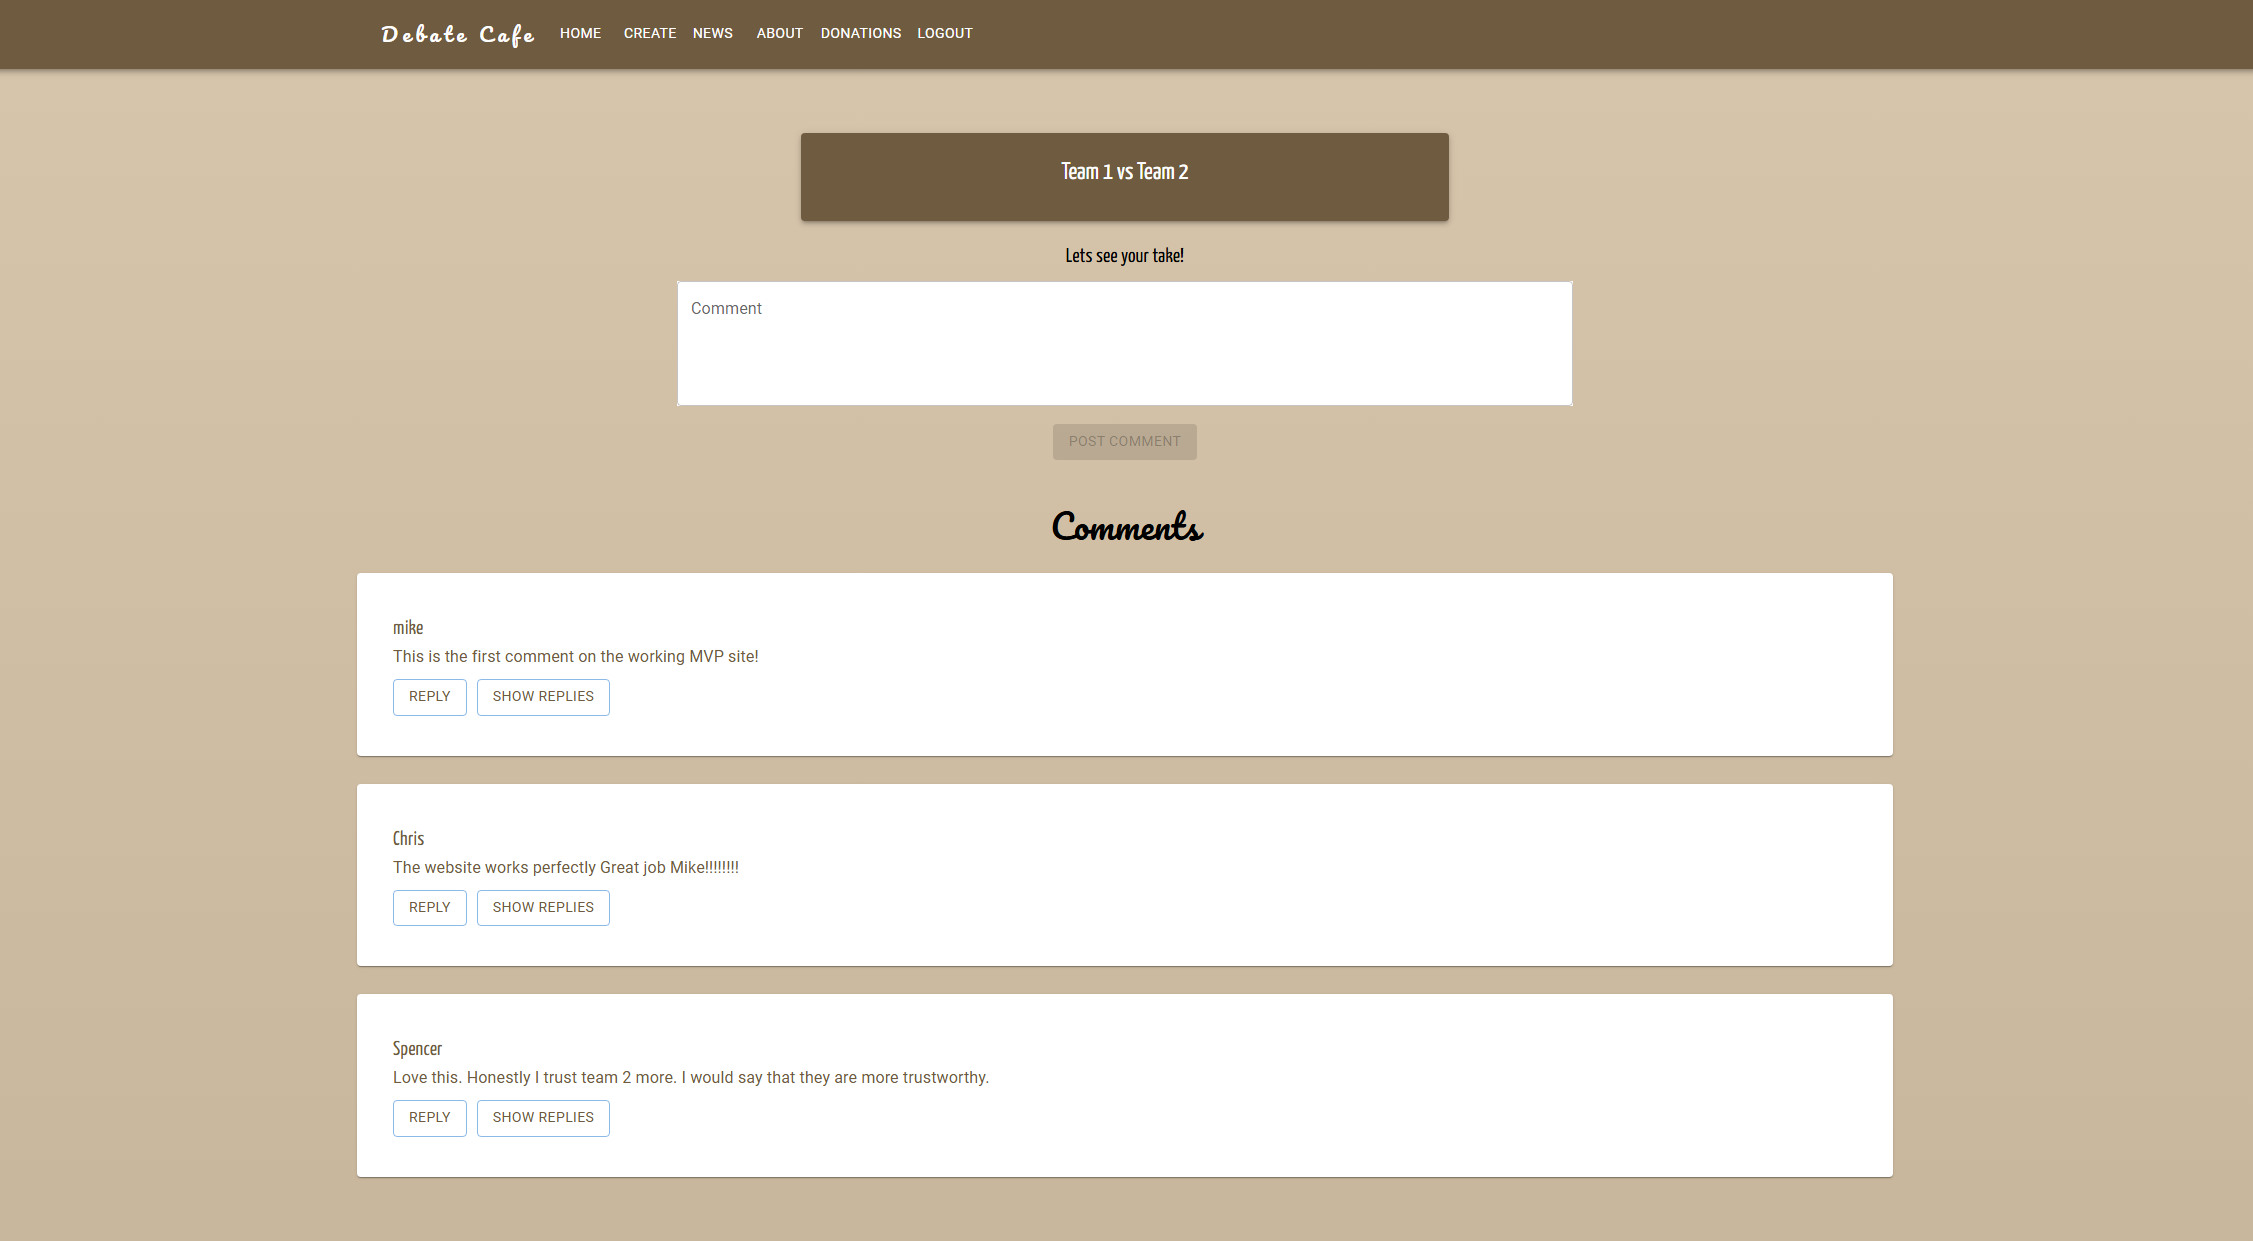 Debate Cafe HOME CREATE NEWS ABOUT DONATIONS LOGOUT
Team 1 vs Team 2
Lets see your take!
Comment
POST COMMENT
Comments
mike
This is the first comment on the working MVP site!
REPLY SHOW REPLIES
Chris
The website works perfectly Great job Mike!!!!!!!!
REPLY SHOW REPLIES
Spencer
Love this. Honestly I trust team 2 more. I would say that they are more trustworthy.
REPLY SHOW REPLIES